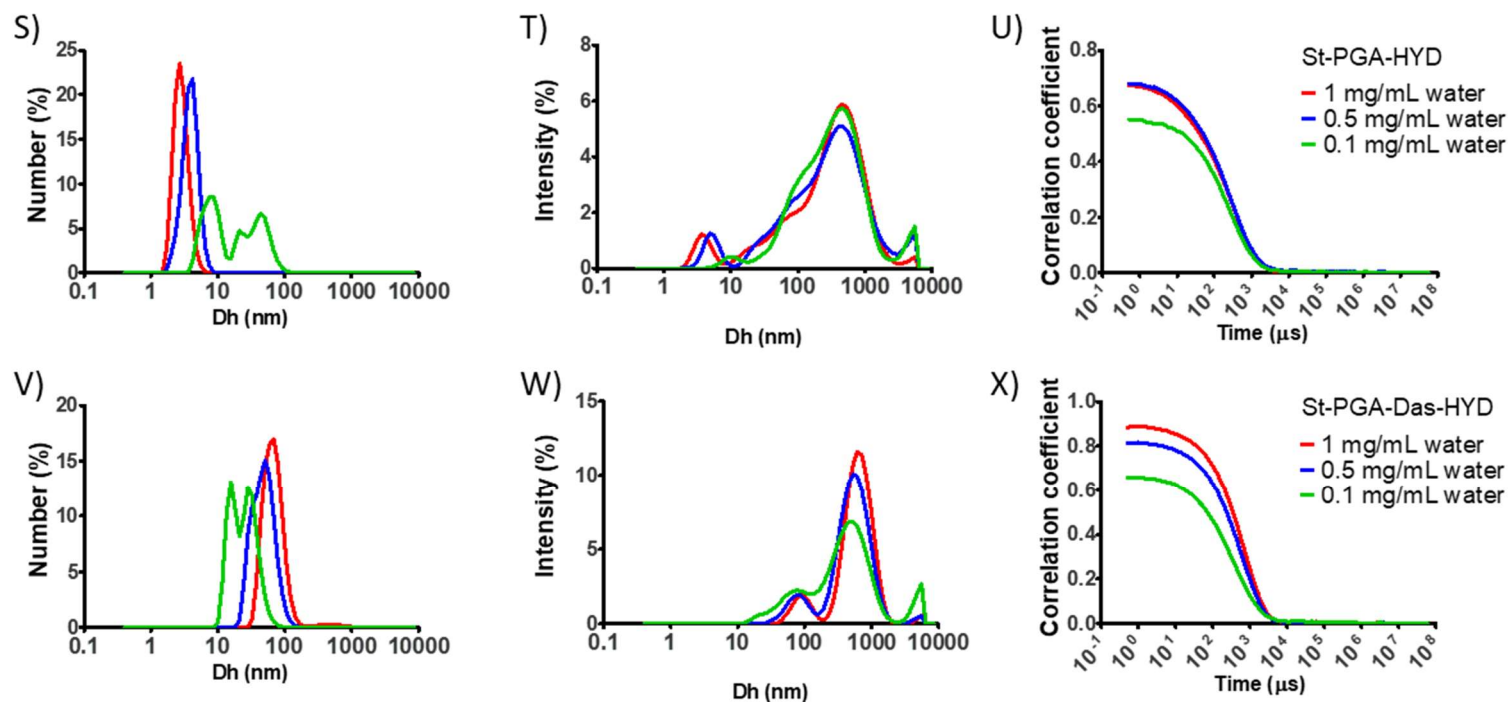 S)
Number (%)
25
20
15
10
5
0
0.1 1 10 100 1000 10000
Dh (nm)
T)
Intensity (%)
8
6
4
2
0
0.1 1 10 100 1000 10000
Dh (nm)
U)
Correlation coefficient
0.8
0.6
0.4
0.2
0.0
10-1 100 101 102 103 104 105 106 107 108
Time (μs)
St-PGA-HYD
1 mg/mL water
0.5 mg/mL water
0.1 mg/mL water
V)
Number (%)
20
15
10
5
0
0.1 1 10 100 1000 10000
Dh (nm)
W)
Intensity (%)
15
10
5
0
0.1 1 10 100 1000 10000
Dh (nm)
X)
Correlation coefficient
1.0
0.8
0.6
0.4
0.2
0.0
10-1 100 101 102 103 104 105 106 107 108
Time (μs)
St-PGA-Das-HYD
1 mg/mL water
0.5 mg/mL water
0.1 mg/mL water